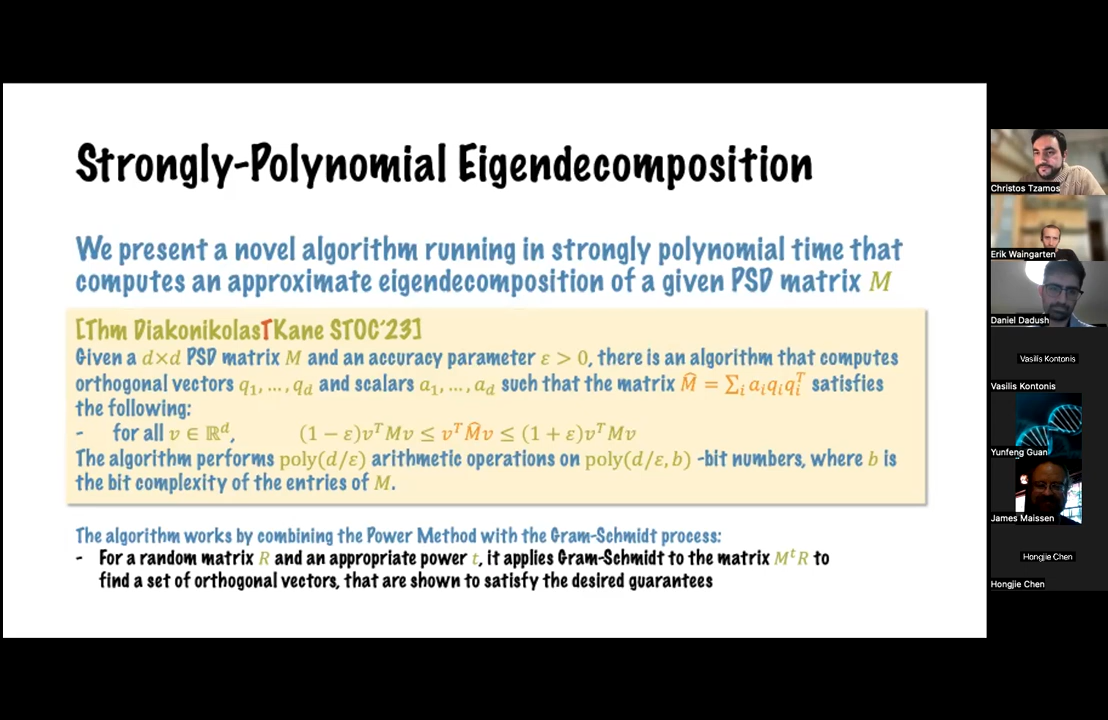 Strongly-Polynomial Eigendecomposition
We present a novel algorithm running in strongly polynomial time that
computes an approximate eigendecomposition of a given PSD matrix M
[Thm DiakonikolasTKane STOC'23]
Given a d×d PSD matrix M and an accuracy parameter ε > 0, there is an algorithm that computes
orthogonal vectors q₁, …, q_d and scalars a₁, …, a_d such that the matrix M̂ = ∑ᵢ aᵢqᵢqᵢᵀ satisfies
the following:
- for all v ∈ ℝᵈ, (1 − ε)vᵀMv ≤ vᵀM̂v ≤ (1 + ε)vᵀMv
The algorithm performs poly(d/ε) arithmetic operations on poly(d/ε, b) -bit numbers, where b is
the bit complexity of the entries of M.
The algorithm works by combining the Power Method with the Gram-Schmidt process:
- For a random matrix R and an appropriate power t, it applies Gram-Schmidt to the matrix MᵗR to
find a set of orthogonal vectors, that are shown to satisfy the desired guarantees
Christos Tzamos
Erik Waingarten
Daniel Dadush
Vasilis Kontonis
Vasilis Kontonis
Yunfeng Guan
James Maissen
Hongjie Chen
Hongjie Chen